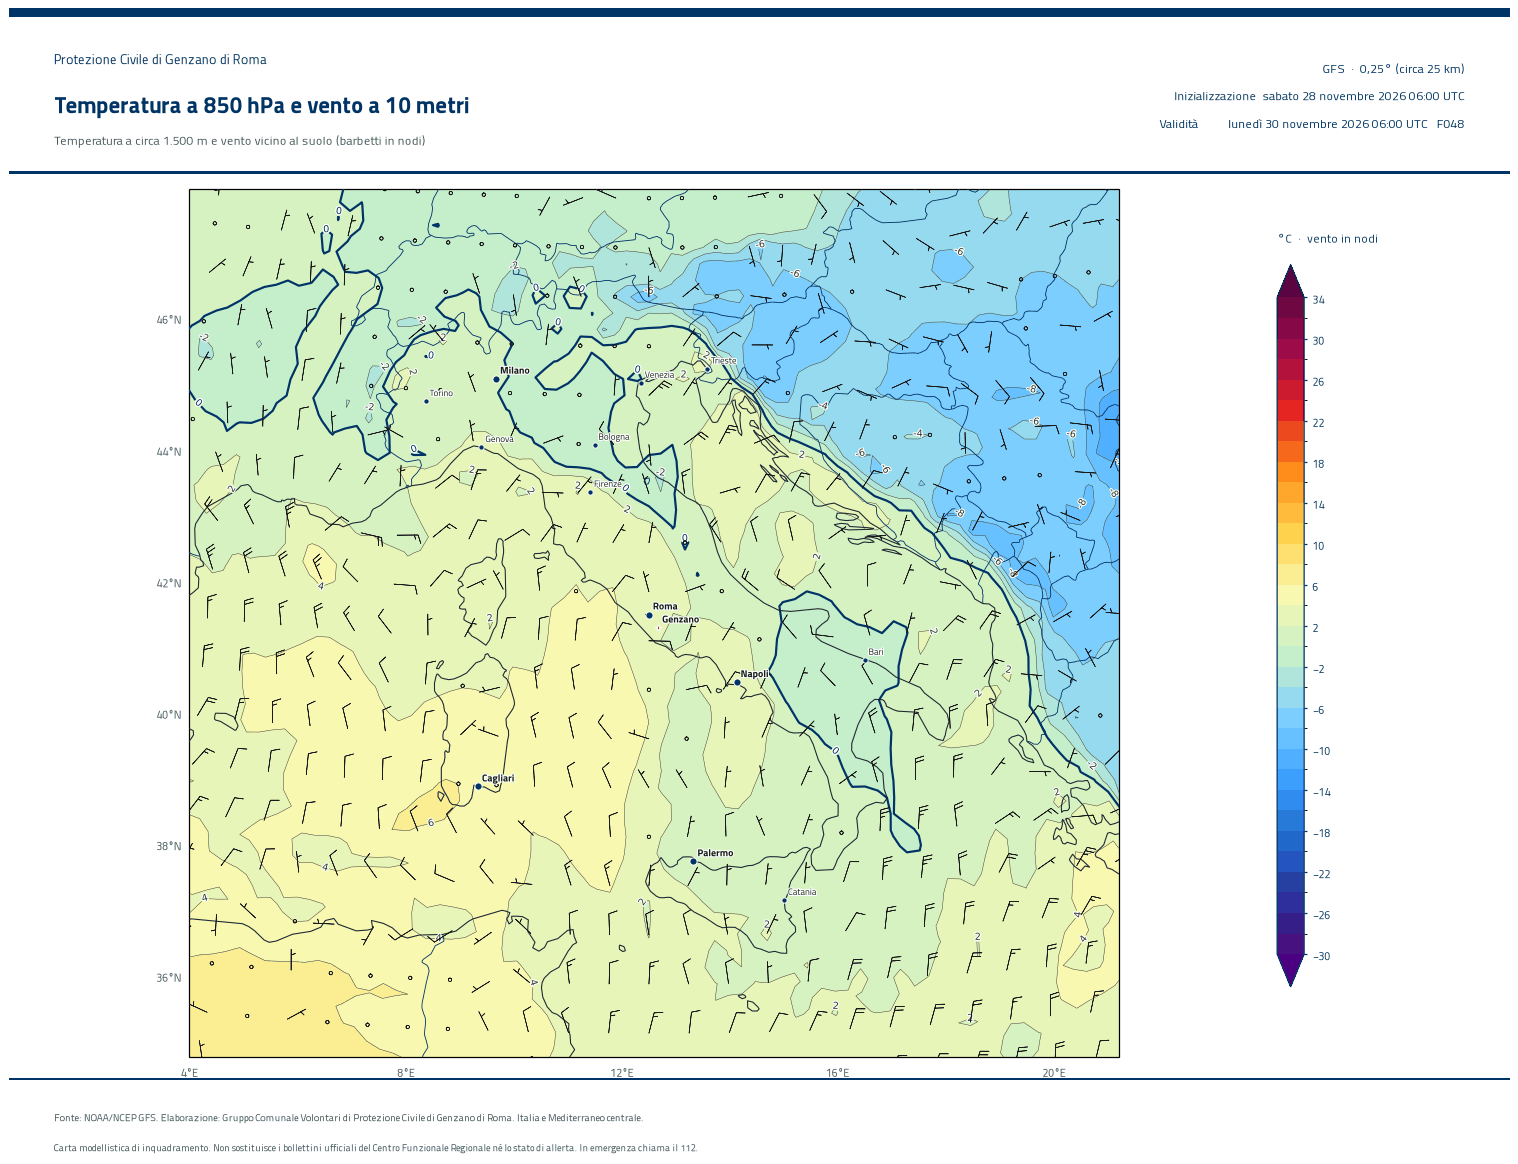 Protezione Civile di Genzano di Roma
Temperatura a 850 hPa e vento a 10 metri
Temperatura a circa 1.500 m e vento vicino al suolo (barbetti in nodi)
GFS · 0,25° (circa 25 km)
Inizializzazione sabato 28 novembre 2026 06:00 UTC
Validità lunedì 30 novembre 2026 06:00 UTC F048
°C · vento in nodi
34
30
26
22
18
14
10
6
2
−2
−6
−10
−14
−18
−22
−26
−30
46°N
44°N
42°N
40°N
38°N
36°N
4°E
8°E
12°E
16°E
20°E
Milano
Torino
Venezia
Trieste
Genova
Bologna
Firenze
Roma
Genzano
Napoli
Bari
Cagliari
Palermo
Catania
Fonte: NOAA/NCEP GFS. Elaborazione: Gruppo Comunale Volontari di Protezione Civile di Genzano di Roma. Italia e Mediterraneo centrale.
Carta modellistica di inquadramento. Non sostituisce i bollettini ufficiali del Centro Funzionale Regionale né lo stato di allerta. In emergenza chiama il 112.